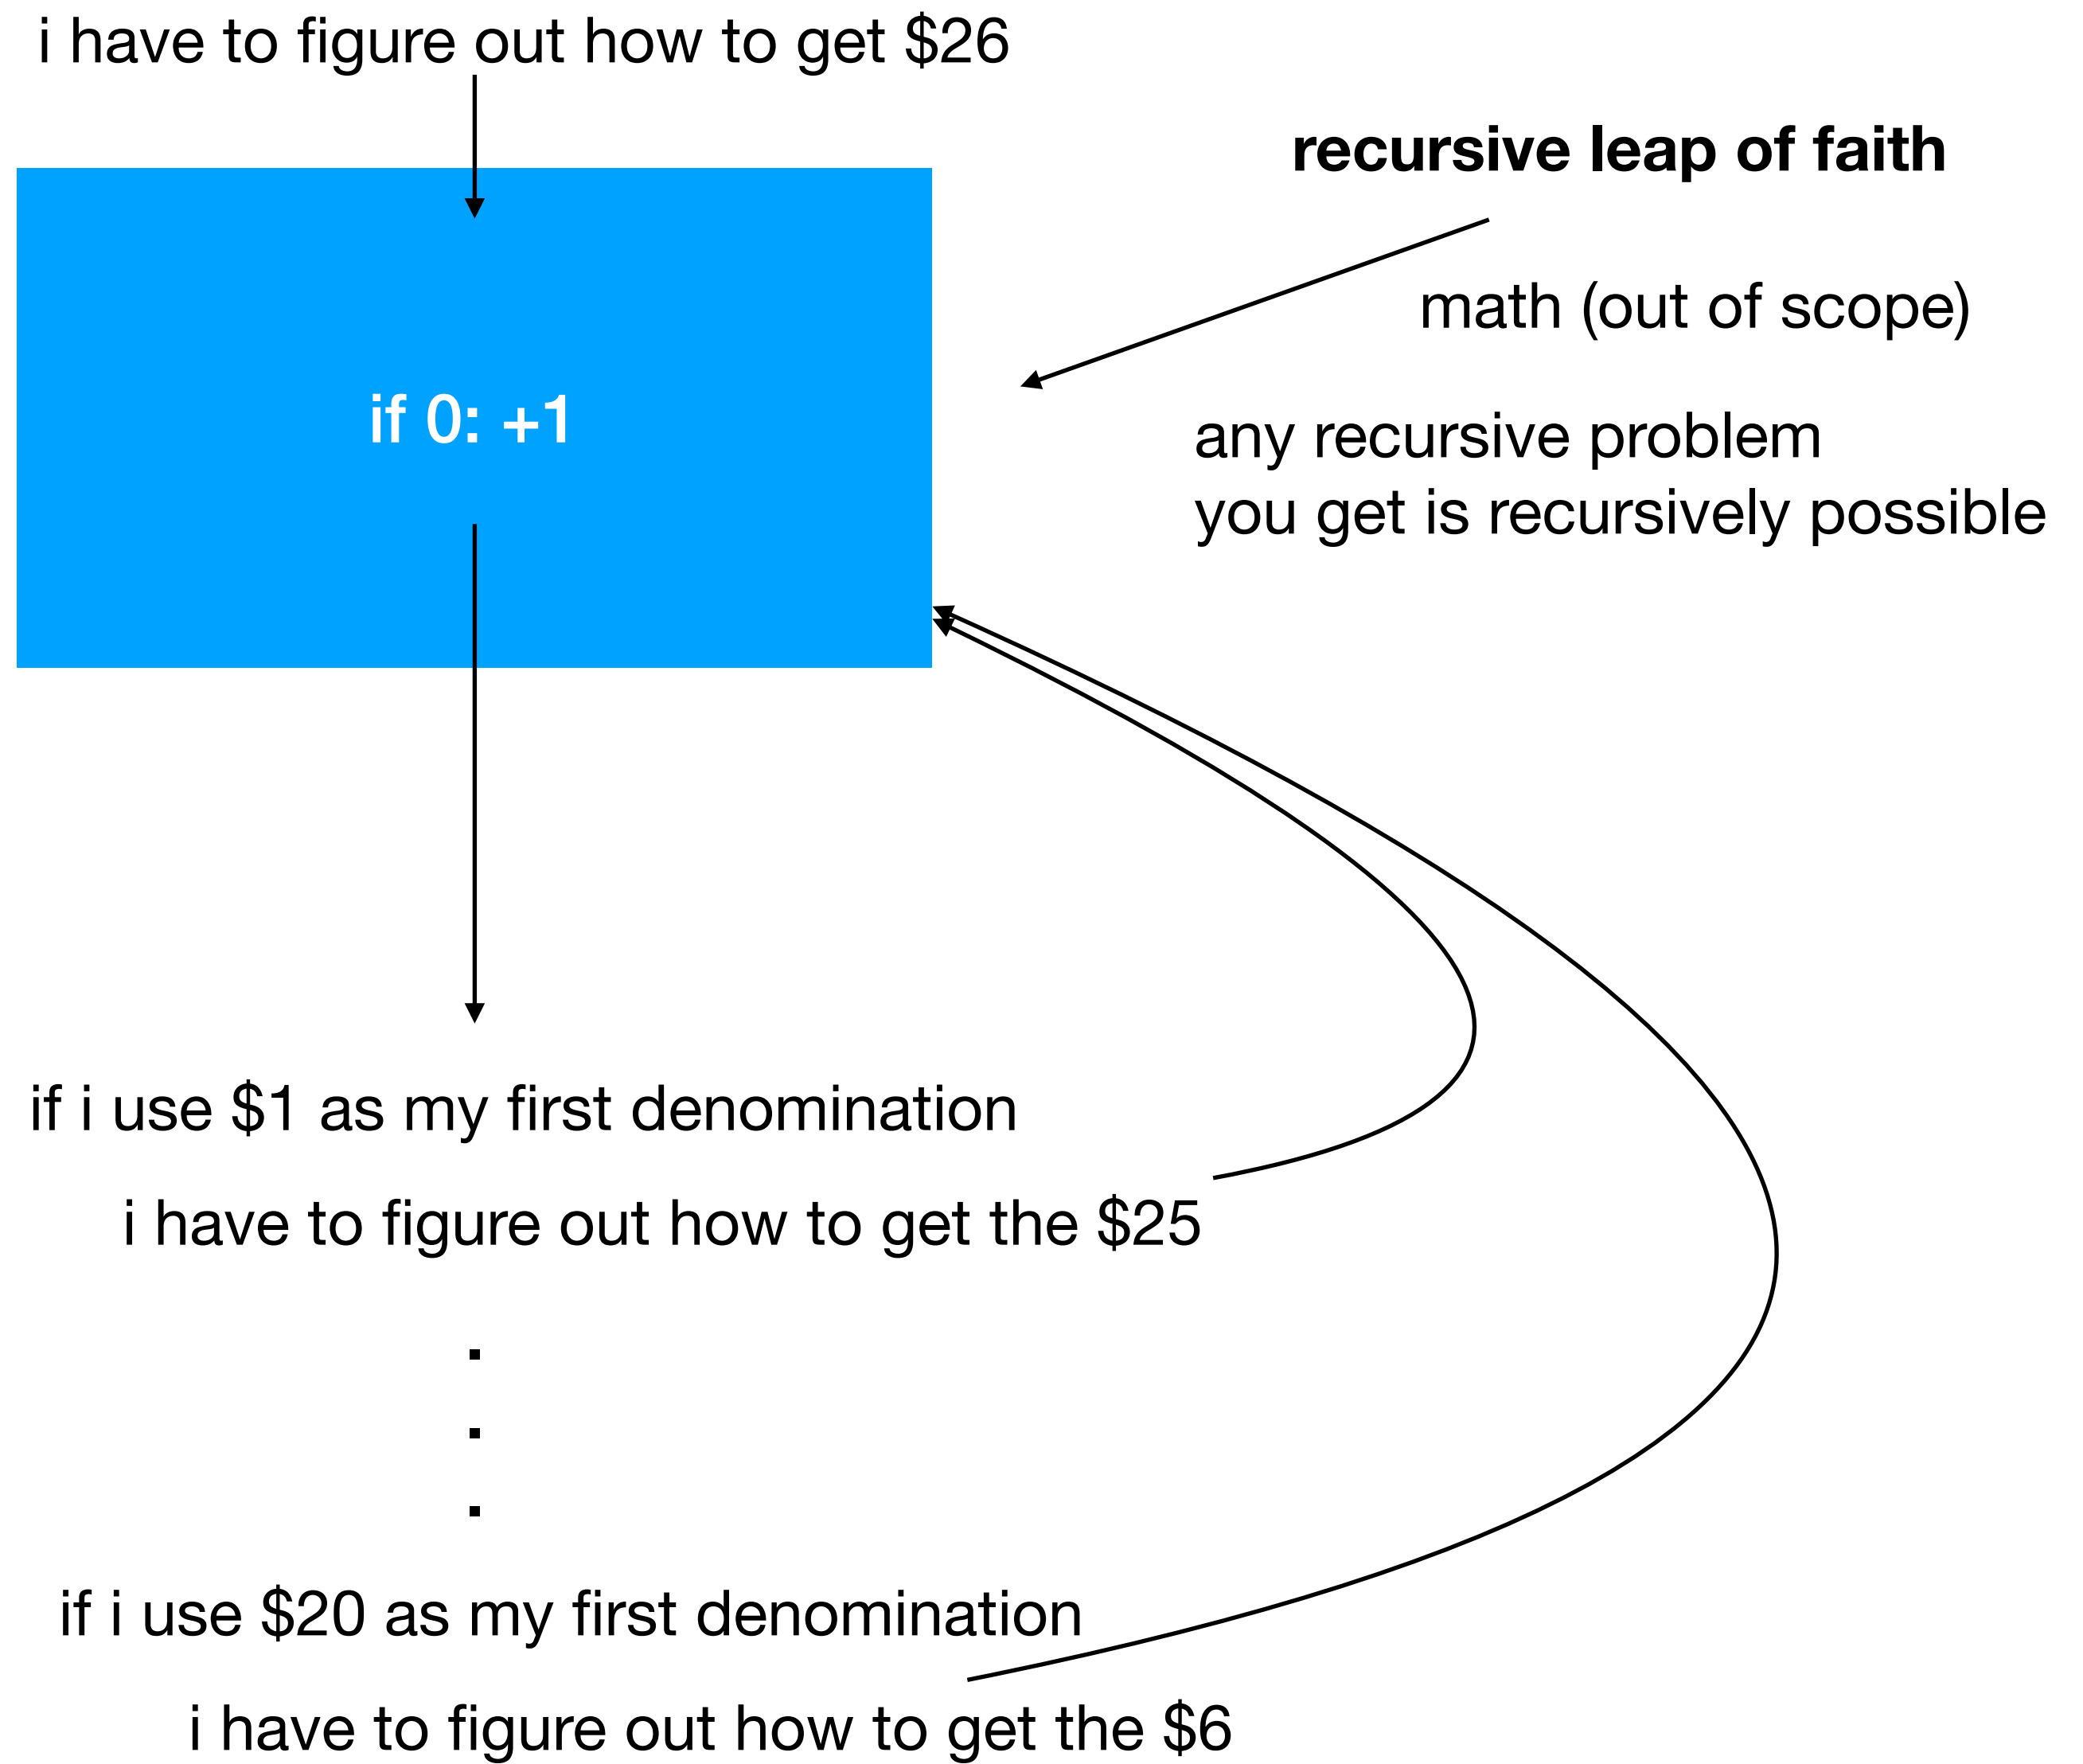 i have to figure out how to get $26
recursive leap of faith
math (out of scope)
if 0: +1
any recursive problem
you get is recursively possible
if i use $1 as my first denomination
i have to figure out how to get the $25
.
.
.
if i use $20 as my first denomination
i have to figure out how to get the $6